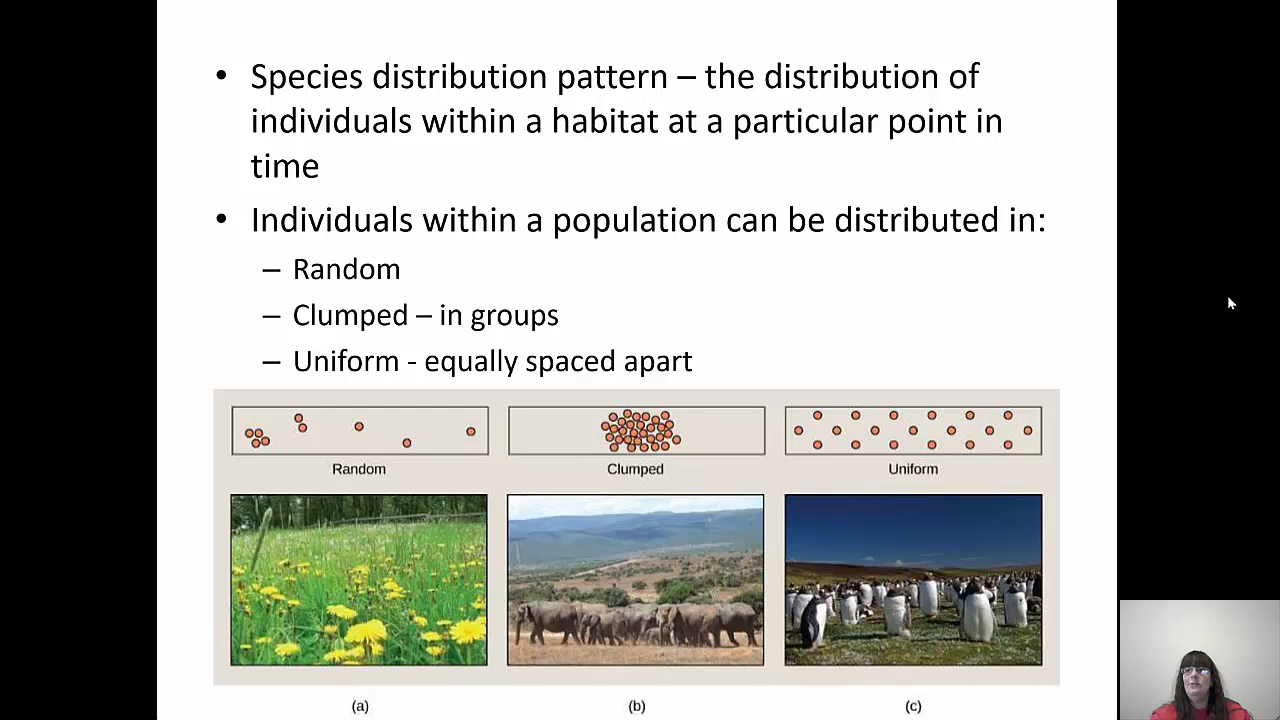 • Species distribution pattern – the distribution of
individuals within a habitat at a particular point in
time
• Individuals within a population can be distributed in:
– Random
– Clumped – in groups
– Uniform - equally spaced apart
Random Clumped Uniform
(a) (b) (c)